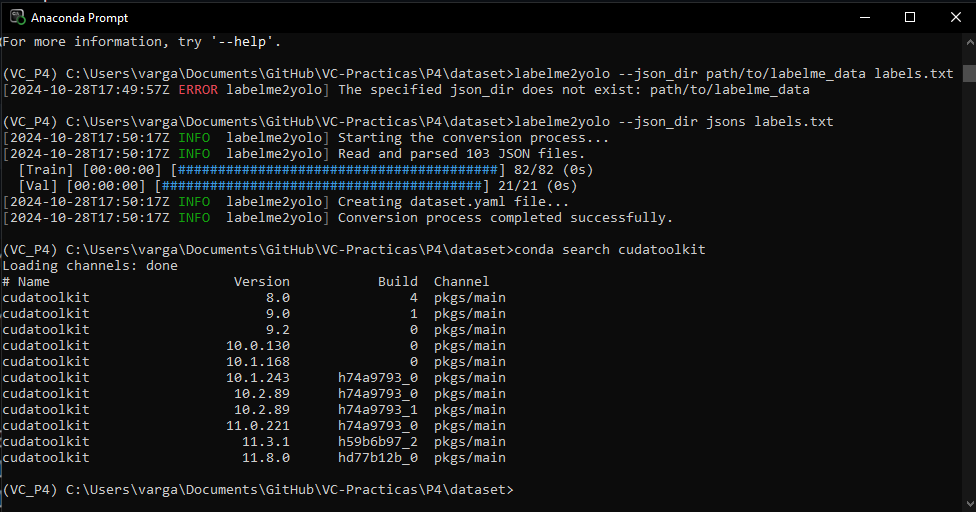 Anaconda Prompt
For more information, try '--help'.
(VC_P4) C:\Users\varga\Documents\GitHub\VC-Practicas\P4\dataset>labelme2yolo --json_dir path/to/labelme_data labels.txt
[2024-10-28T17:49:57Z ERROR labelme2yolo] The specified json_dir does not exist: path/to/labelme_data
(VC_P4) C:\Users\varga\Documents\GitHub\VC-Practicas\P4\dataset>labelme2yolo --json_dir jsons labels.txt
[2024-10-28T17:50:17Z INFO  labelme2yolo] Starting the conversion process...
[2024-10-28T17:50:17Z INFO  labelme2yolo] Read and parsed 103 JSON files.
  [Train] [00:00:00] [########################################] 82/82 (0s)
  [Val] [00:00:00] [########################################] 21/21 (0s)
[2024-10-28T17:50:17Z INFO  labelme2yolo] Creating dataset.yaml file...
[2024-10-28T17:50:17Z INFO  labelme2yolo] Conversion process completed successfully.
(VC_P4) C:\Users\varga\Documents\GitHub\VC-Practicas\P4\dataset>conda search cudatoolkit
Loading channels: done
# Name                       Version           Build  Channel
cudatoolkit                      8.0               4  pkgs/main
cudatoolkit                      9.0               1  pkgs/main
cudatoolkit                      9.2               0  pkgs/main
cudatoolkit                 10.0.130               0  pkgs/main
cudatoolkit                 10.1.168               0  pkgs/main
cudatoolkit                 10.1.243      h74a9793_0  pkgs/main
cudatoolkit                  10.2.89      h74a9793_0  pkgs/main
cudatoolkit                  10.2.89      h74a9793_1  pkgs/main
cudatoolkit                 11.0.221      h74a9793_0  pkgs/main
cudatoolkit                   11.3.1      h59b6b97_2  pkgs/main
cudatoolkit                   11.8.0      hd77b12b_0  pkgs/main
(VC_P4) C:\Users\varga\Documents\GitHub\VC-Practicas\P4\dataset>